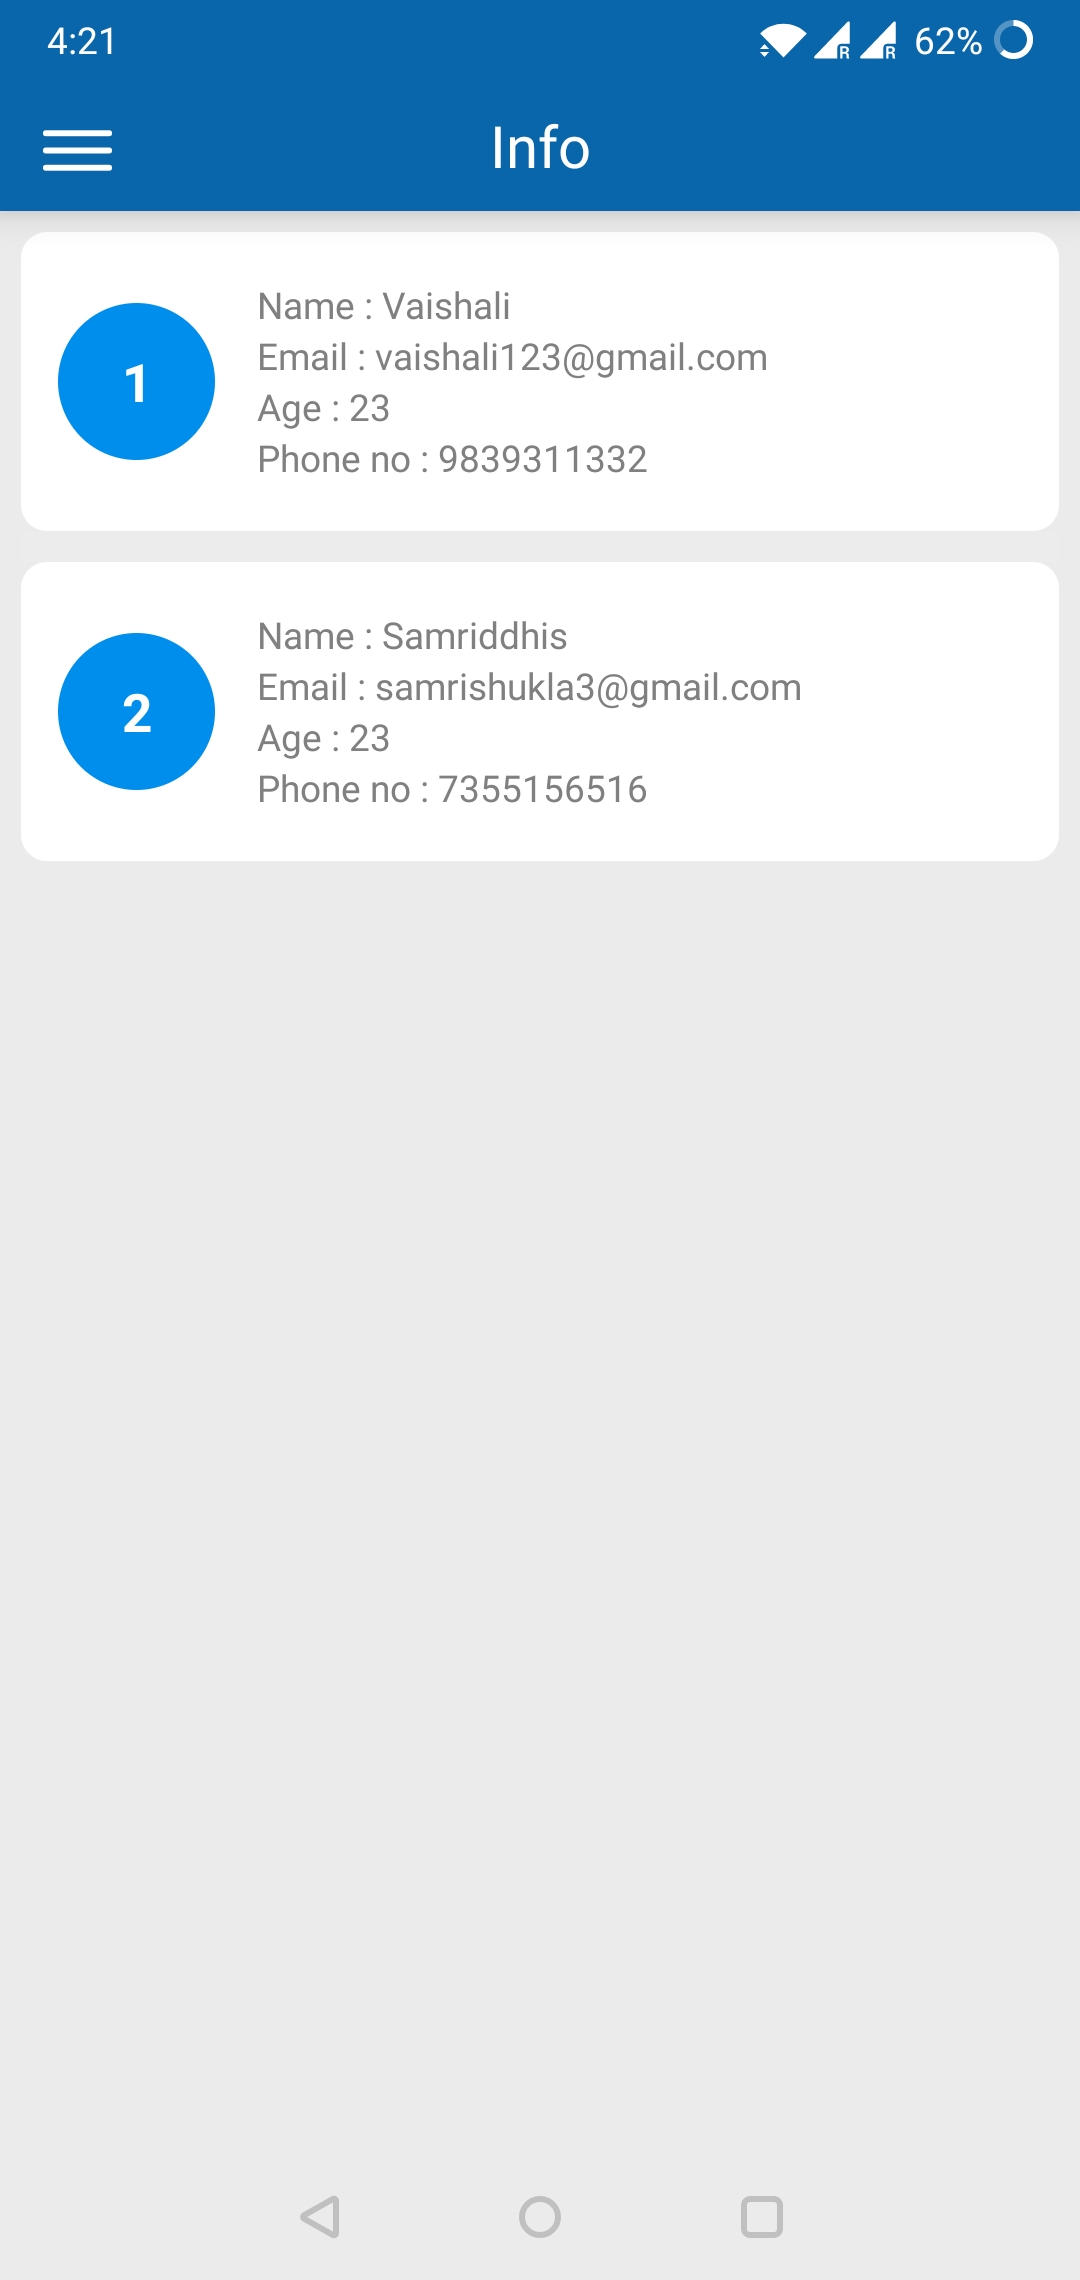 4:21
R R 62%
Info
1
Name : Vaishali
Email : vaishali123@gmail.com
Age : 23
Phone no : 9839311332
2
Name : Samriddhis
Email : samrishukla3@gmail.com
Age : 23
Phone no : 7355156516